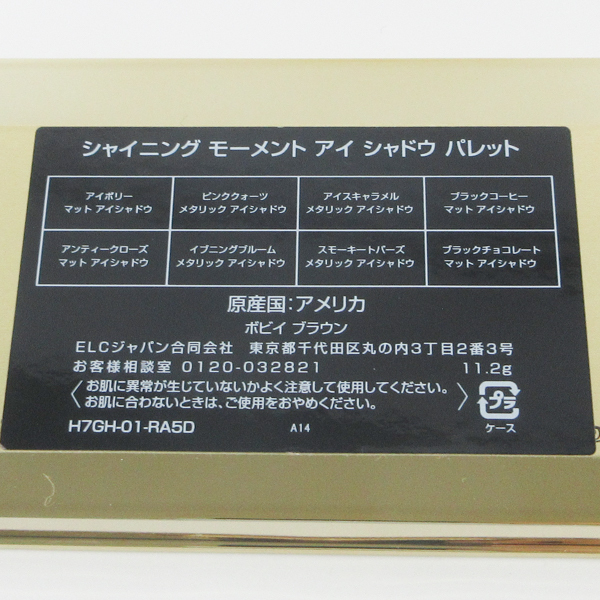 シャイニング モーメント アイ シャドウ パレット
アイボリー
マット アイシャドウ
ピンククォーツ
メタリック アイシャドウ
アイスキャラメル
メタリック アイシャドウ
ブラックコーヒー
メタリック アイシャドウ
アンティークローズ
マット アイシャドウ
イブニングブルーム
メタリック アイシャドウ
スモーキートパーズ
メタリック アイシャドウ
ブラックチョコレート
マット アイシャドウ
原産国:アメリカ
ボビイ ブラウン
ELCジャパン合同会社 東京都千代田区丸の内3丁目2番3号
お客様相談室 0120-032821 11.2g
お肌に異常が生じていないかよく注意して使用してください。
お肌に合わないときは、ご使用をおやめください。
プラ
ケース
H7GH-01-RA5D A14